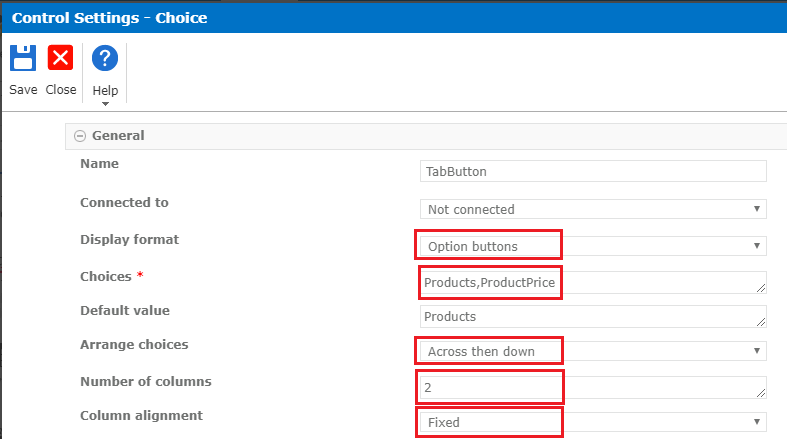 Control Settings - Choice
Save Close Help
General
Name TabButton
Connected to Not connected
Display format Option buttons
Choices * Products,ProductPrice
Default value Products
Arrange choices Across then down
Number of columns 2
Column alignment Fixed